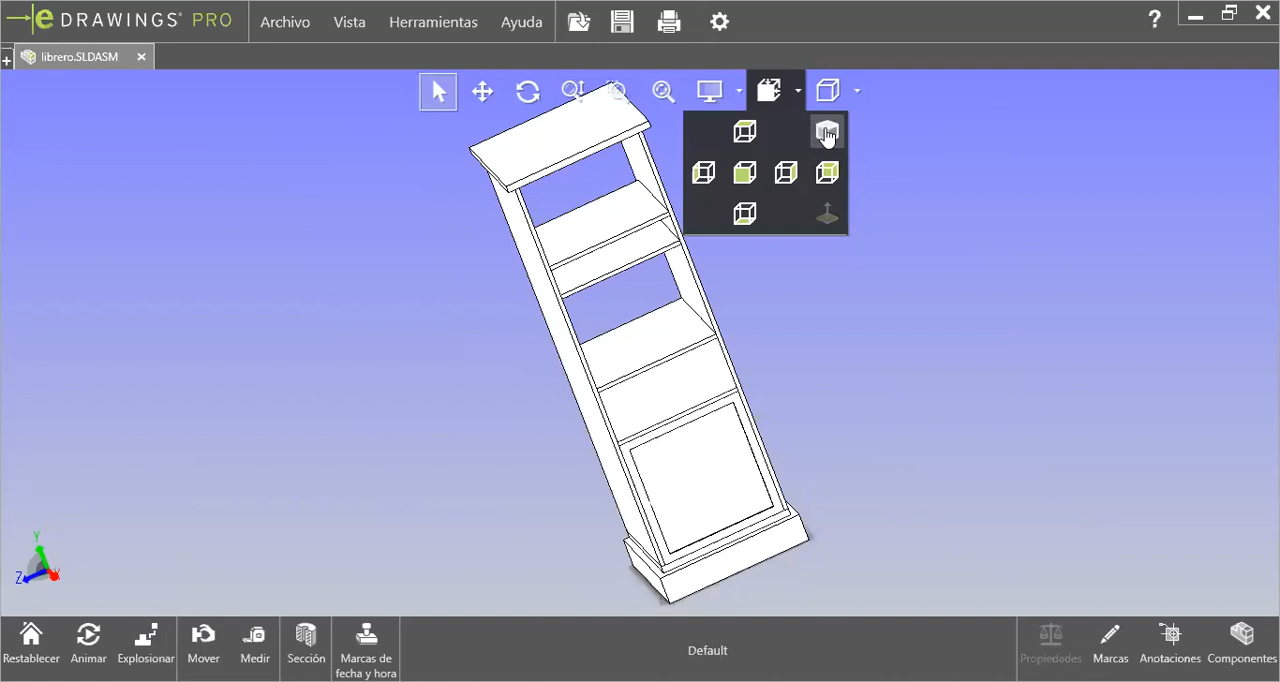 eDRAWINGS® PRO
Archivo Vista Herramientas Ayuda
?
+ librero.SLDASM ×
Y
Z X
Restablecer Animar Explosionar Mover Medir Sección Marcas de fecha y hora
Default
Propiedades Marcas Anotaciones Componentes